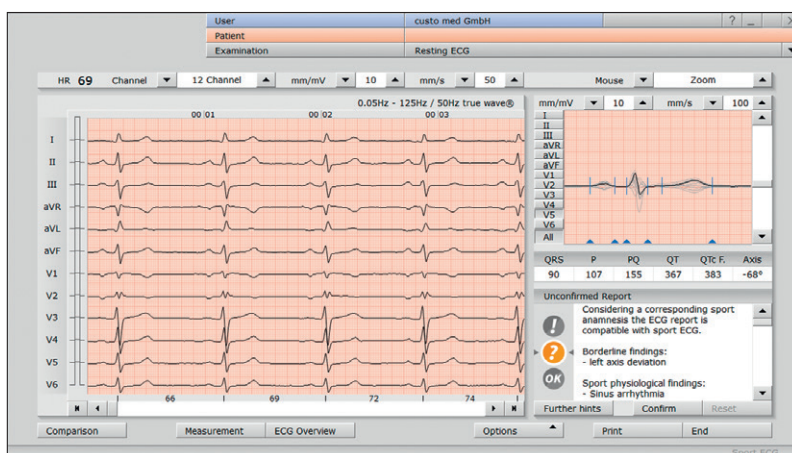 User custo med GmbH ? _ X
Patient
Examination Resting ECG
HR 69 Channel 12 Channel mm/mV 10 mm/s 50 Mouse Zoom
0.05Hz - 125Hz / 50Hz true wave®
00:01 00:02 00:03
I
II
III
aVR
aVL
aVF
V1
V2
V3
V4
V5
V6
66 69 72 74
mm/mV 10 mm/s 100
I
II
III
aVR
aVL
aVF
V1
V2
V3
V4
V5
V6
All
QRS P PQ QT QTc F. Axis
90 107 155 367 383 -68°
Unconfirmed Report
!
?
OK
Considering a corresponding sport
anamnesis the ECG report is
compatible with sport ECG.
Borderline findings:
- left axis deviation
Sport physiological findings:
- Sinus arrhythmia
Further hints Confirm Reset
Comparison Measurement ECG Overview Options Print End
Sport ECG